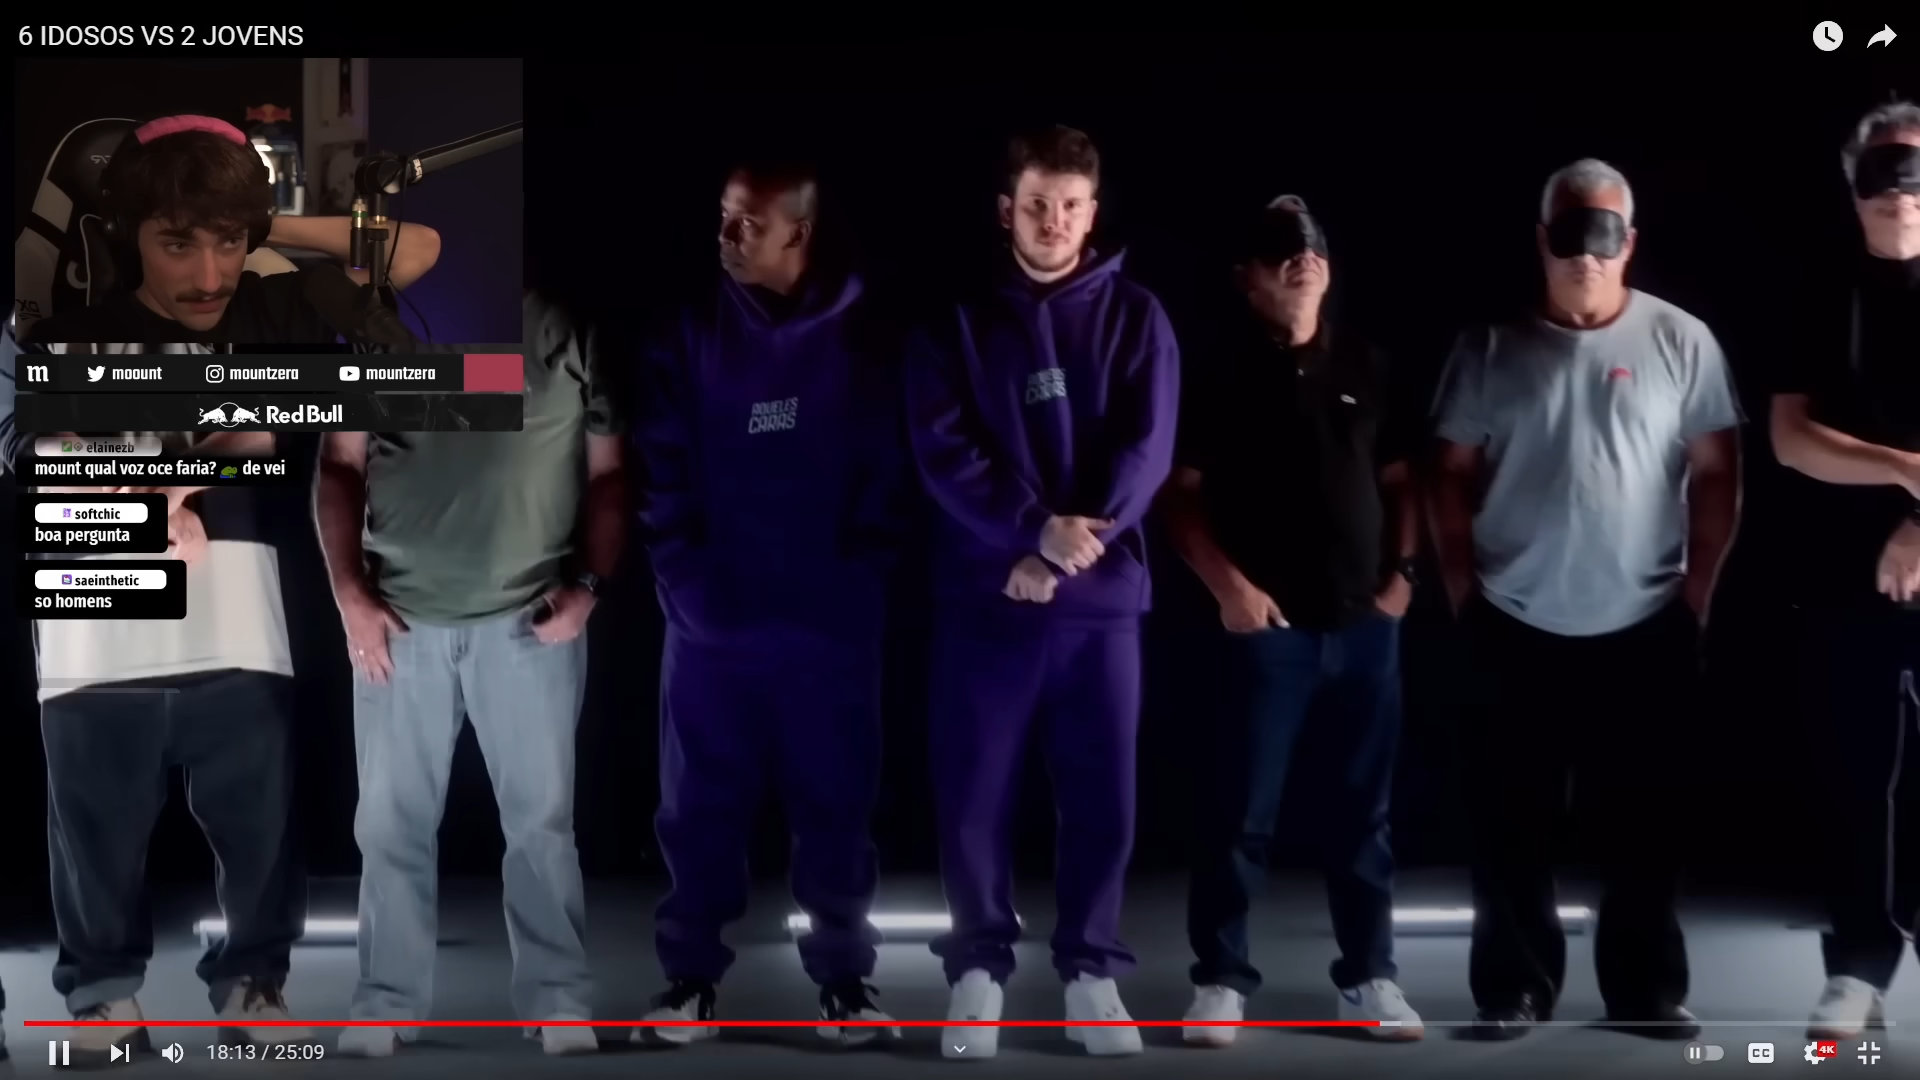 6 IDOSOS VS 2 JOVENS
m moount mountzera mountzera
Red Bull
elainezb
mount qual voz oce faria? de vei
softchic
boa pergunta
saeinthetic
so homens
AQUELES
CARAS
AQUELES
CARAS
18:13 / 25:09
CC
4K